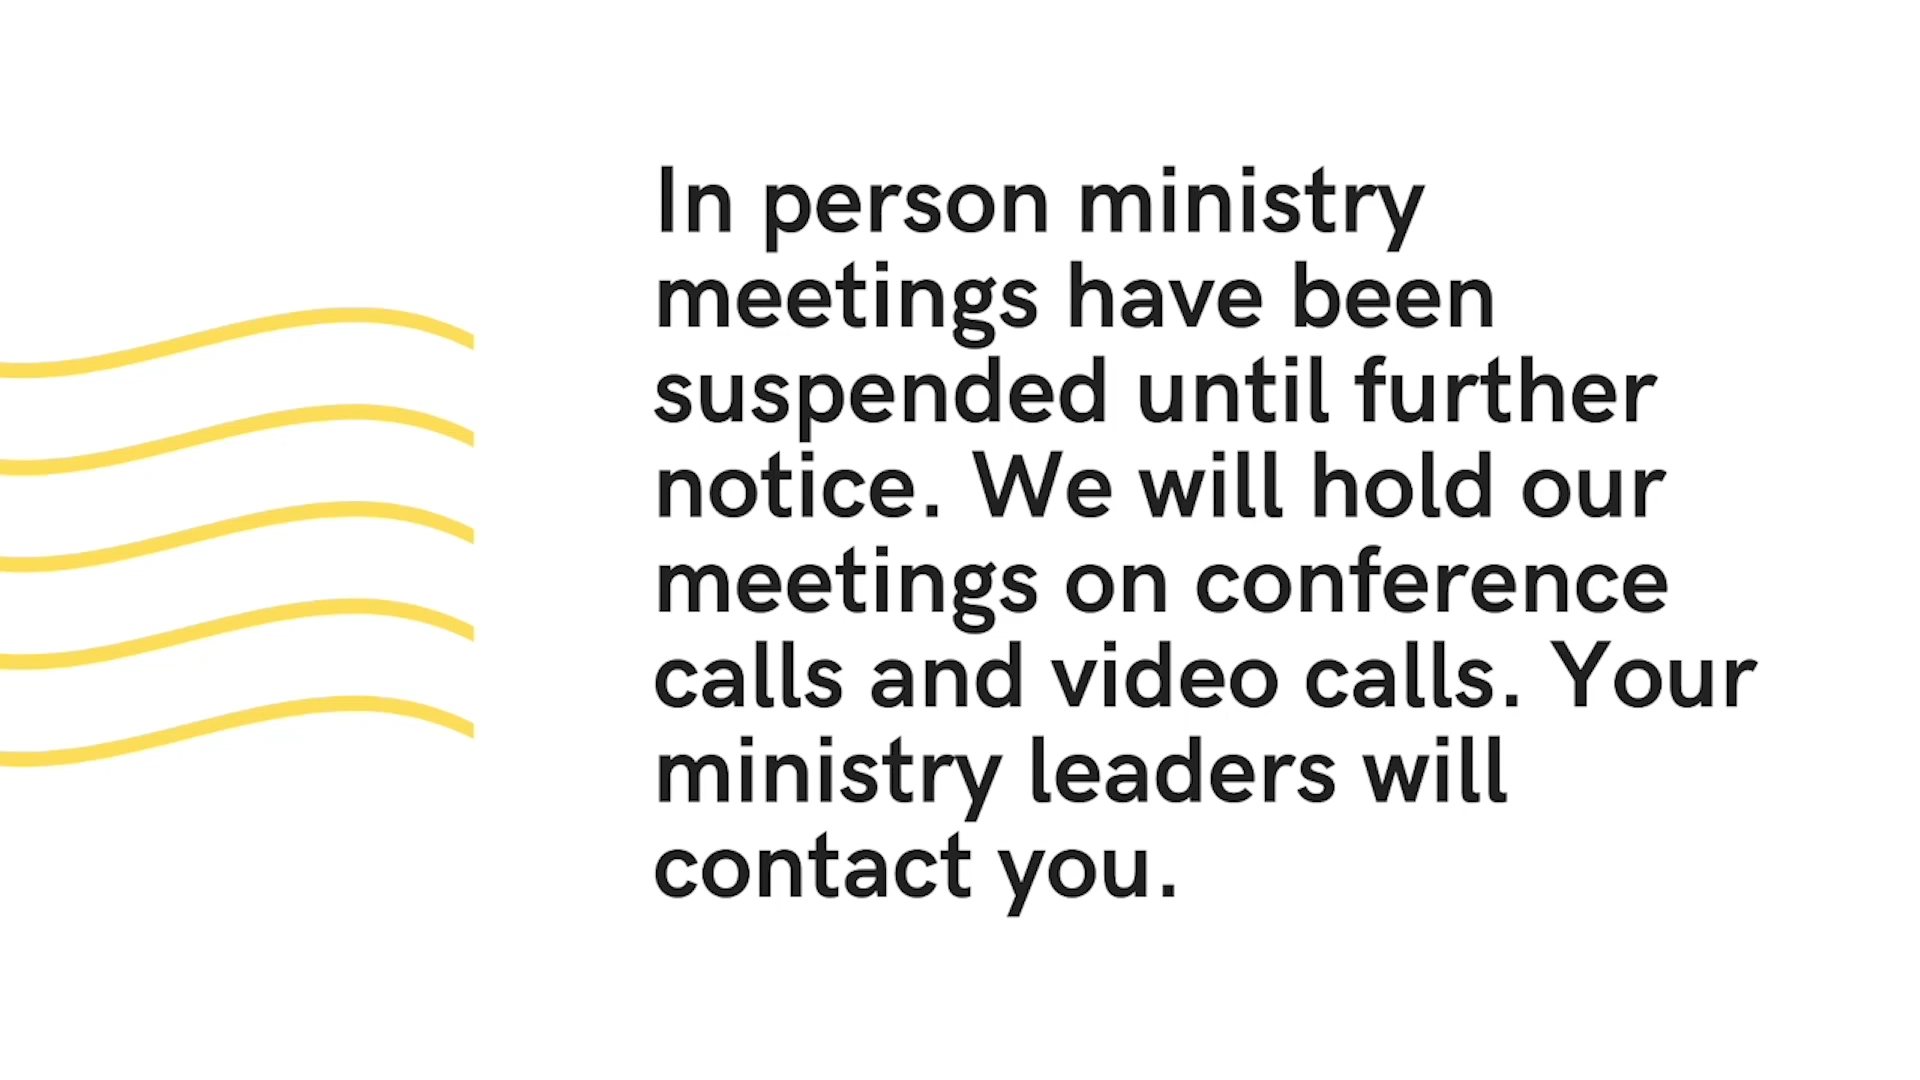 In person ministry
meetings have been
suspended until further
notice. We will hold our
meetings on conference
calls and video calls. Your
ministry leaders will
contact you.